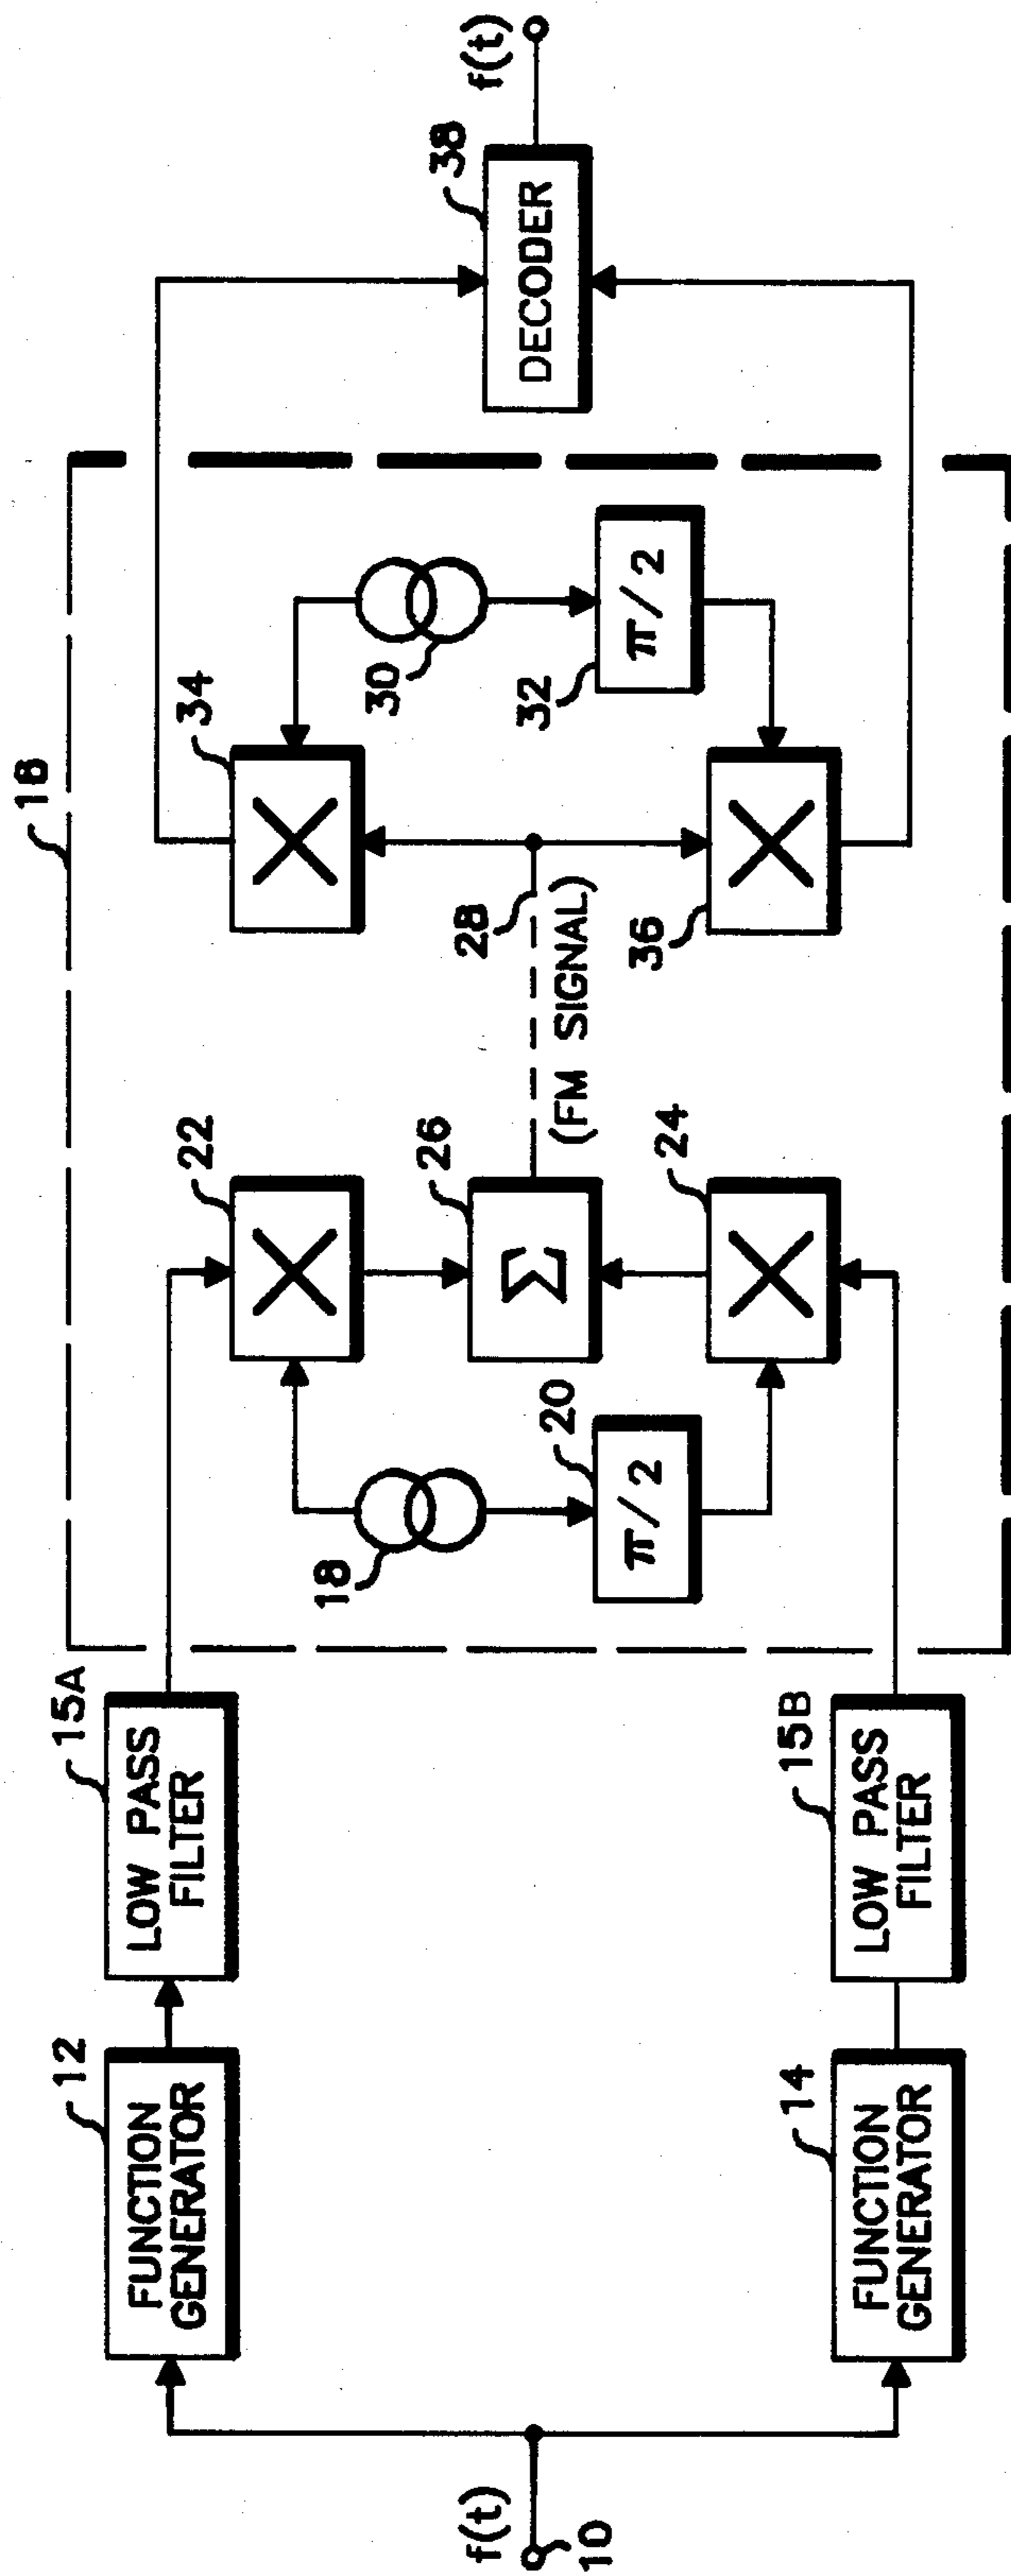 f(t)
10
12
FUNCTION
GENERATOR
14
FUNCTION
GENERATOR
15A
LOW PASS
FILTER
15B
LOW PASS
FILTER
16
18
π/2
20
22
24
Σ
26
(FM SIGNAL)
28
34
36
30
32
π/2
DECODER
38
f(t)